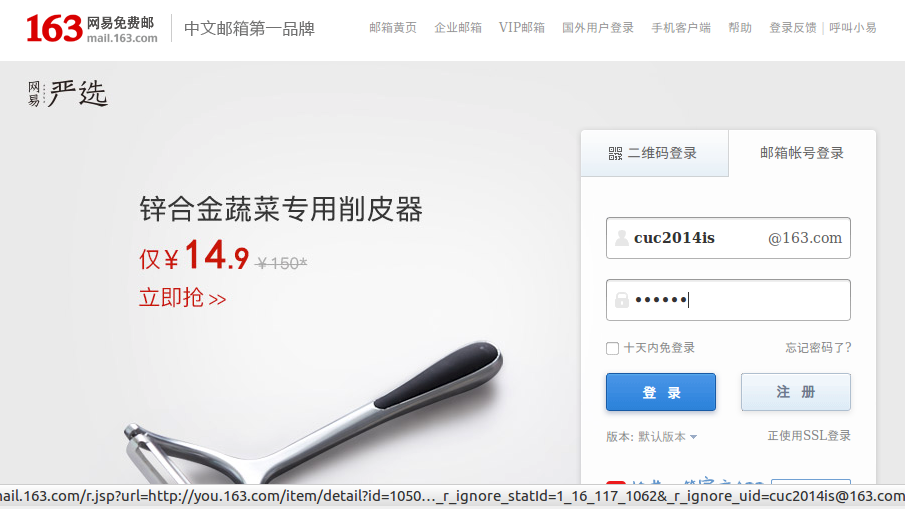 163 网易免费邮
mail.163.com
中文邮箱第一品牌
邮箱黄页 企业邮箱 VIP邮箱 国外用户登录 手机客户端 帮助 登录反馈 | 呼叫小易
网易 严选
二维码登录 邮箱帐号登录
锌合金蔬菜专用削皮器
仅￥14.9 ￥150*
立即抢 >>
cuc2014is @163.com
••••••
十天内免登录 忘记密码了?
登 录 注 册
版本: 默认版本 正使用SSL登录
nail.163.com/r.jsp?url=http://you.163.com/item/detail?id=1050..._r_ignore_statId=1_16_117_1062&_r_ignore_uid=cuc2014is@163.com